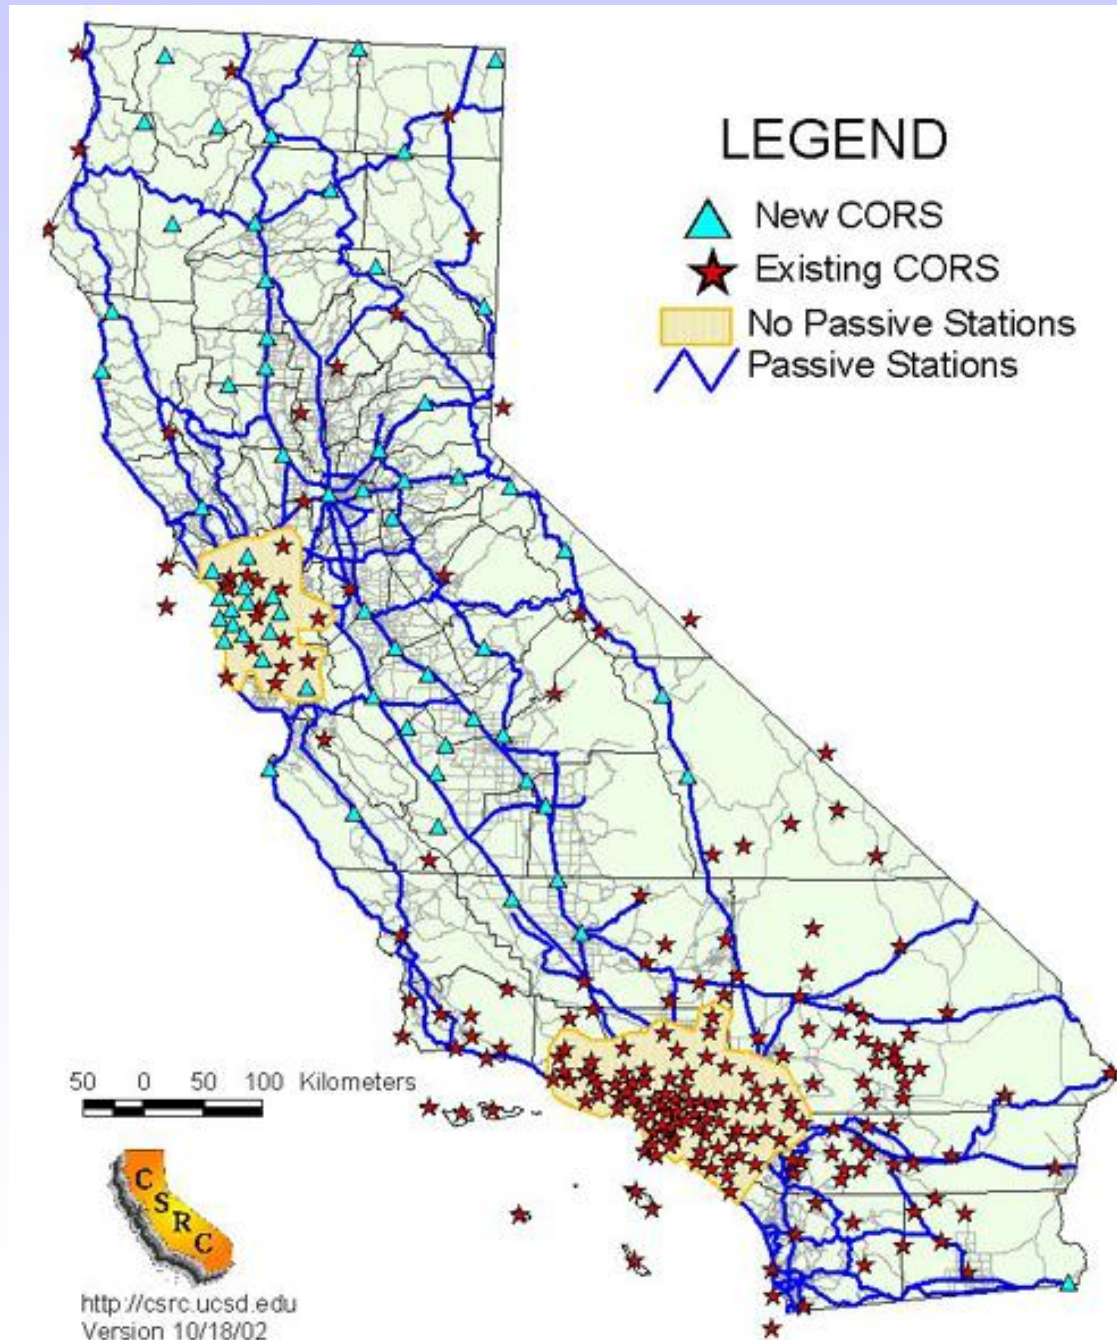 LEGEND
New CORS
Existing CORS
No Passive Stations
Passive Stations
50 0 50 100 Kilometers
C
S
R
C
http://csrc.ucsd.edu
Version 10/18/02